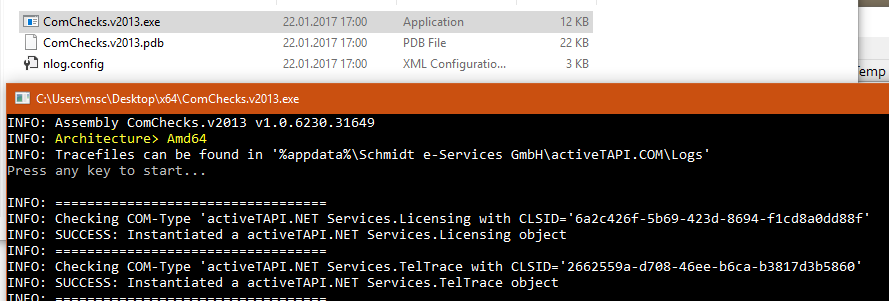 ComChecks.v2013.exe 22.01.2017 17:00 Application 12 KB
ComChecks.v2013.pdb 22.01.2017 17:00 PDB File 22 KB
nlog.config 22.01.2017 17:00 XML Configuratio... 3 KB
Temp
C:\Users\msc\Desktop\x64\ComChecks.v2013.exe
INFO: Assembly ComChecks.v2013 v1.0.6230.31649
INFO: Architecture> Amd64
INFO: Tracefiles can be found in '%appdata%\Schmidt e-Services GmbH\activeTAPI.COM\Logs'
Press any key to start...
INFO: ==================================
INFO: Checking COM-Type 'activeTAPI.NET Services.Licensing with CLSID='6a2c426f-5b69-423d-8694-f1cd8a0dd88f'
INFO: SUCCESS: Instantiated a activeTAPI.NET Services.Licensing object
INFO: ==================================
INFO: Checking COM-Type 'activeTAPI.NET Services.TelTrace with CLSID='2662559a-d708-46ee-b6ca-b3817d3b5860'
INFO: SUCCESS: Instantiated a activeTAPI.NET Services.TelTrace object
INFO: ==================================